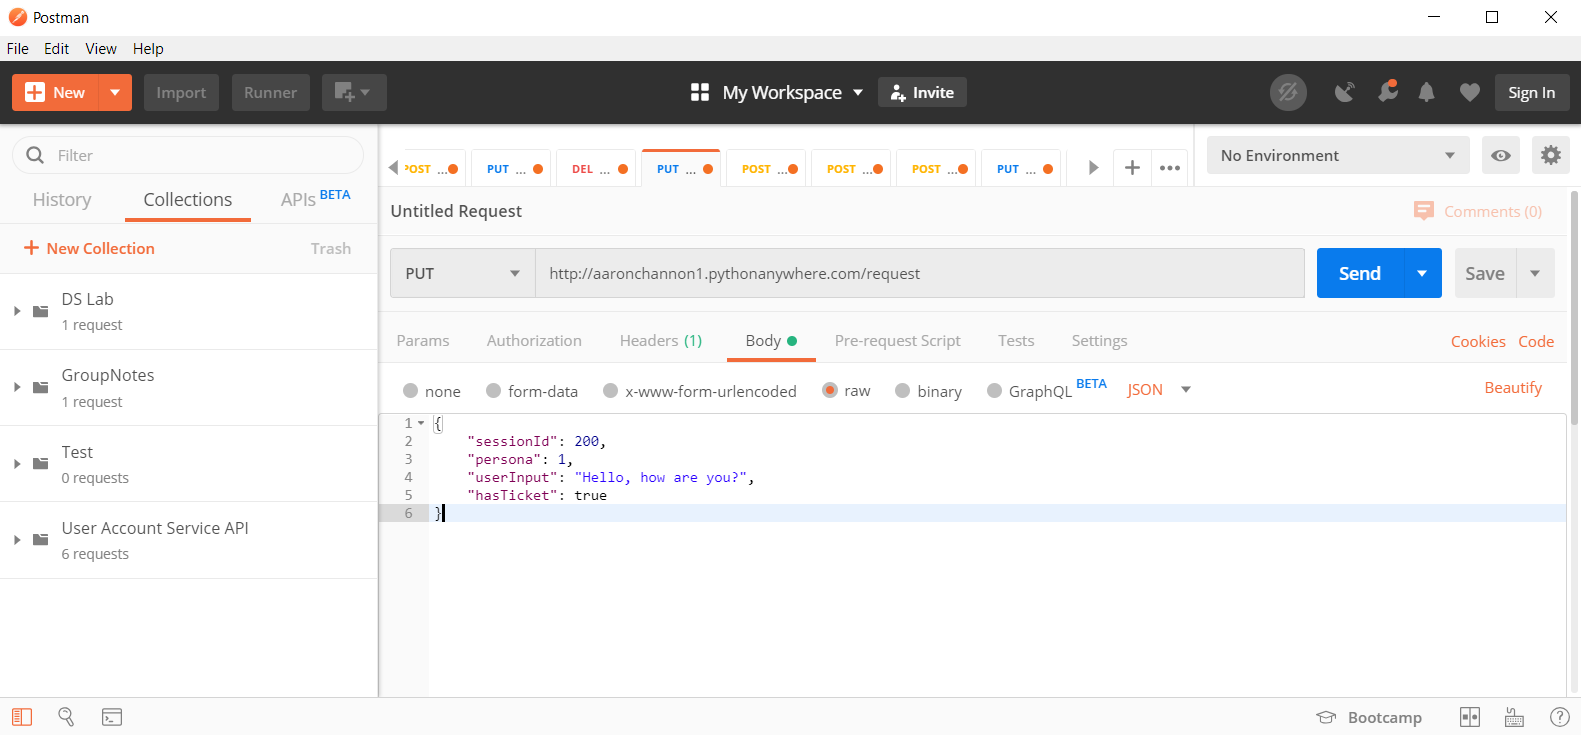 Postman
File Edit View Help
New Import Runner My Workspace Invite Sign In
Filter
History Collections APIs BETA
New Collection Trash
DS Lab
1 request
GroupNotes
1 request
Test
0 requests
User Account Service API
6 requests
POST ... PUT ... DEL ... PUT ... POST ... POST ... POST ... PUT ... No Environment
Untitled Request Comments (0)
PUT http://aaronchannon1.pythonanywhere.com/request Send Save
Params Authorization Headers (1) Body Pre-request Script Tests Settings Cookies Code
none form-data x-www-form-urlencoded raw binary GraphQL BETA JSON Beautify
1 {
2 "sessionId": 200,
3 "persona": 1,
4 "userInput": "Hello, how are you?",
5 "hasTicket": true
6 }
Bootcamp